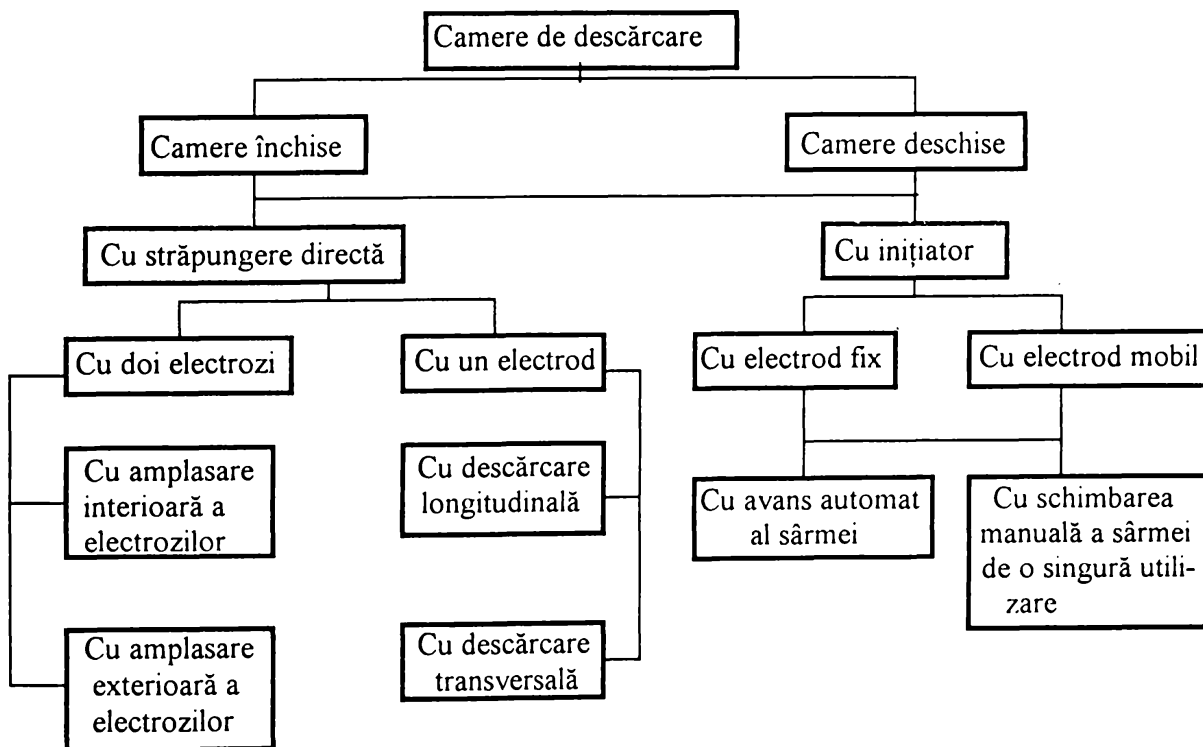 Camere de descărcare
Camere închise
Camere deschise
Cu străpungere directă
Cu inițiator
Cu doi electrozi
Cu un electrod
Cu electrod fix
Cu electrod mobil
Cu amplasare
interioară a
electrozilor
Cu descărcare
longitudinală
Cu avans automat
al sârmei
Cu schimbarea
manuală a sârmei
de o singură utili-
zare
Cu amplasare
exterioară a
electrozilor
Cu descărcare
transversală